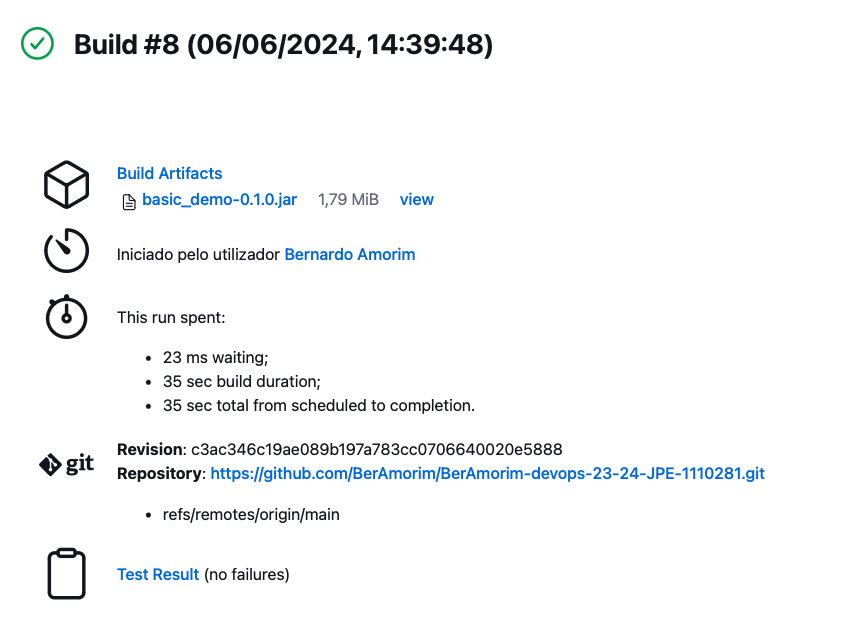 Build #8 (06/06/2024, 14:39:48)
Build Artifacts
basic_demo-0.1.0.jar 1,79 MiB view
Iniciado pelo utilizador Bernardo Amorim
This run spent:
• 23 ms waiting;
• 35 sec build duration;
• 35 sec total from scheduled to completion.
git
Revision: c3ac346c19ae089b197a783cc0706640020e5888
Repository: https://github.com/BerAmorim/BerAmorim-devops-23-24-JPE-1110281.git
• refs/remotes/origin/main
Test Result (no failures)